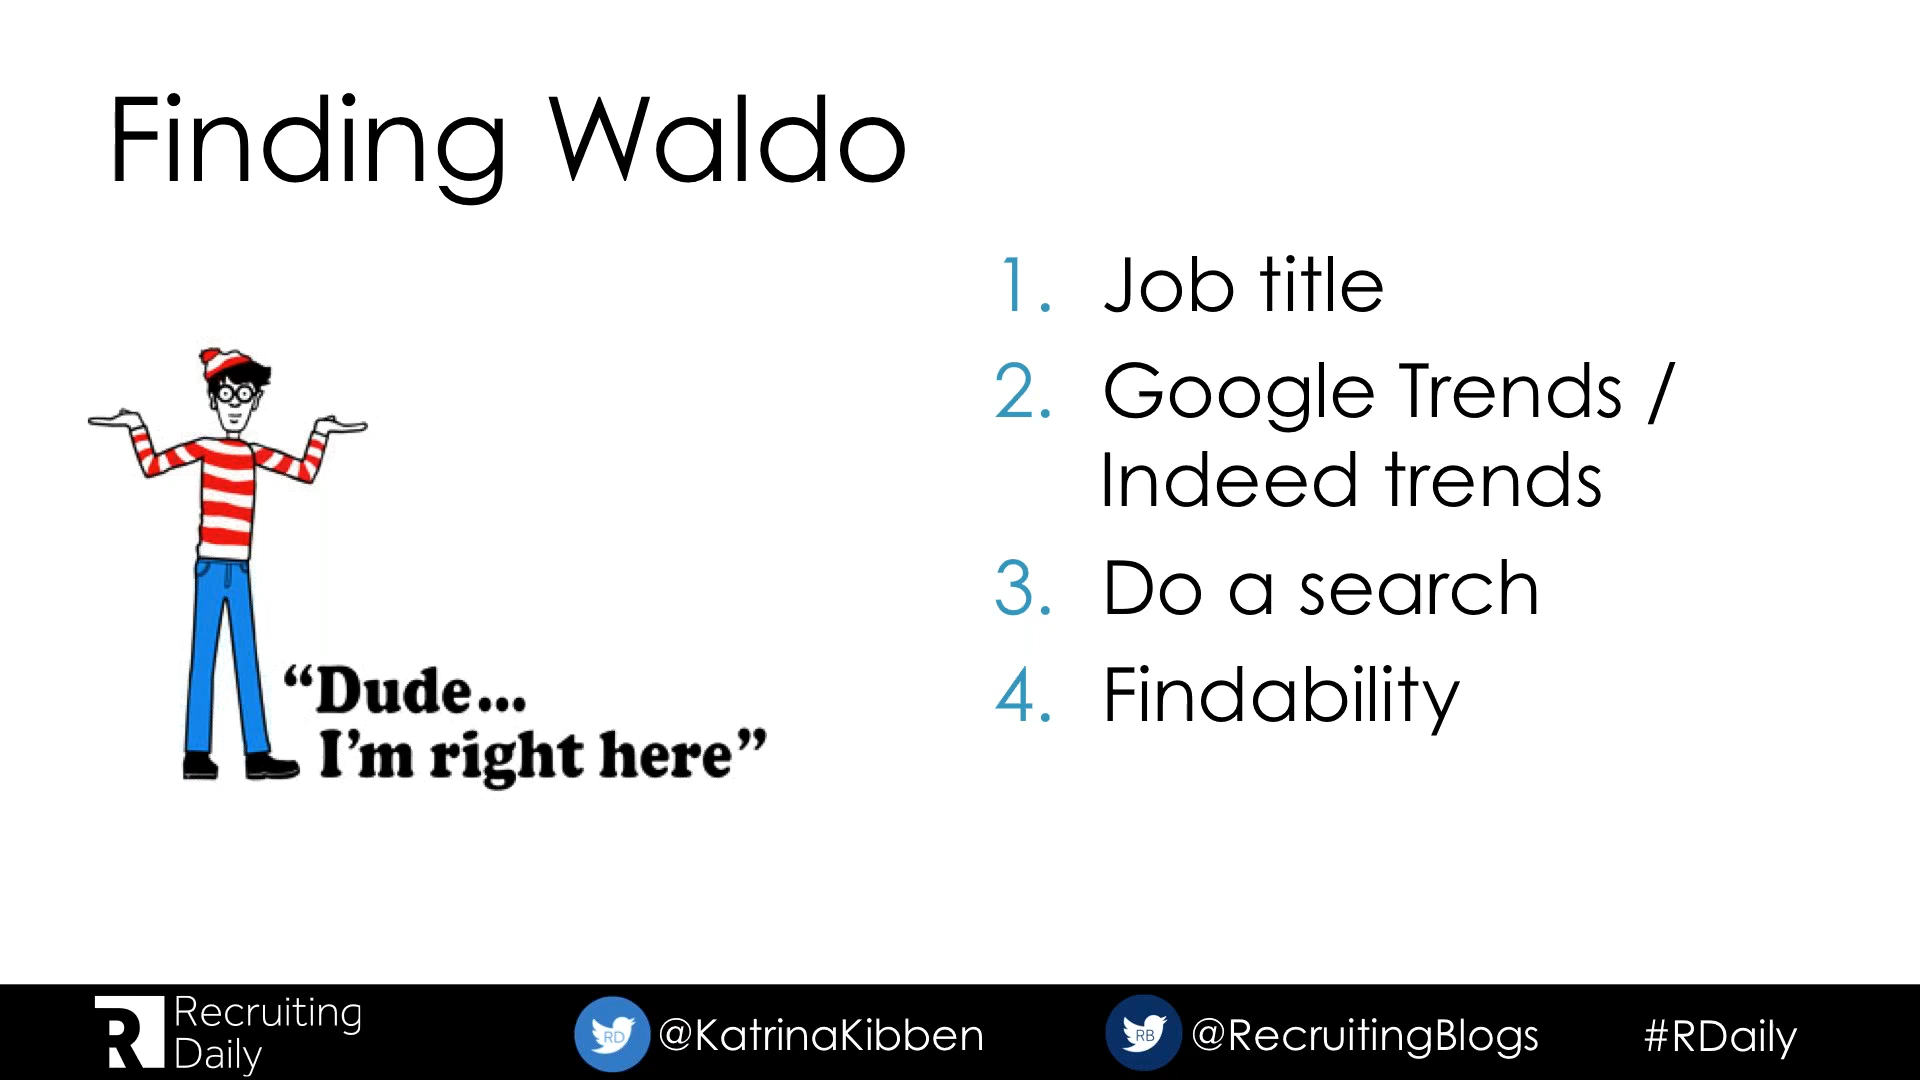 Finding Waldo
1. Job title
2. Google Trends /
Indeed trends
3. Do a search
4. Findability
“Dude...
I’m right here”
R Recruiting
Daily
RD @KatrinaKibben
RB @RecruitingBlogs
#RDaily